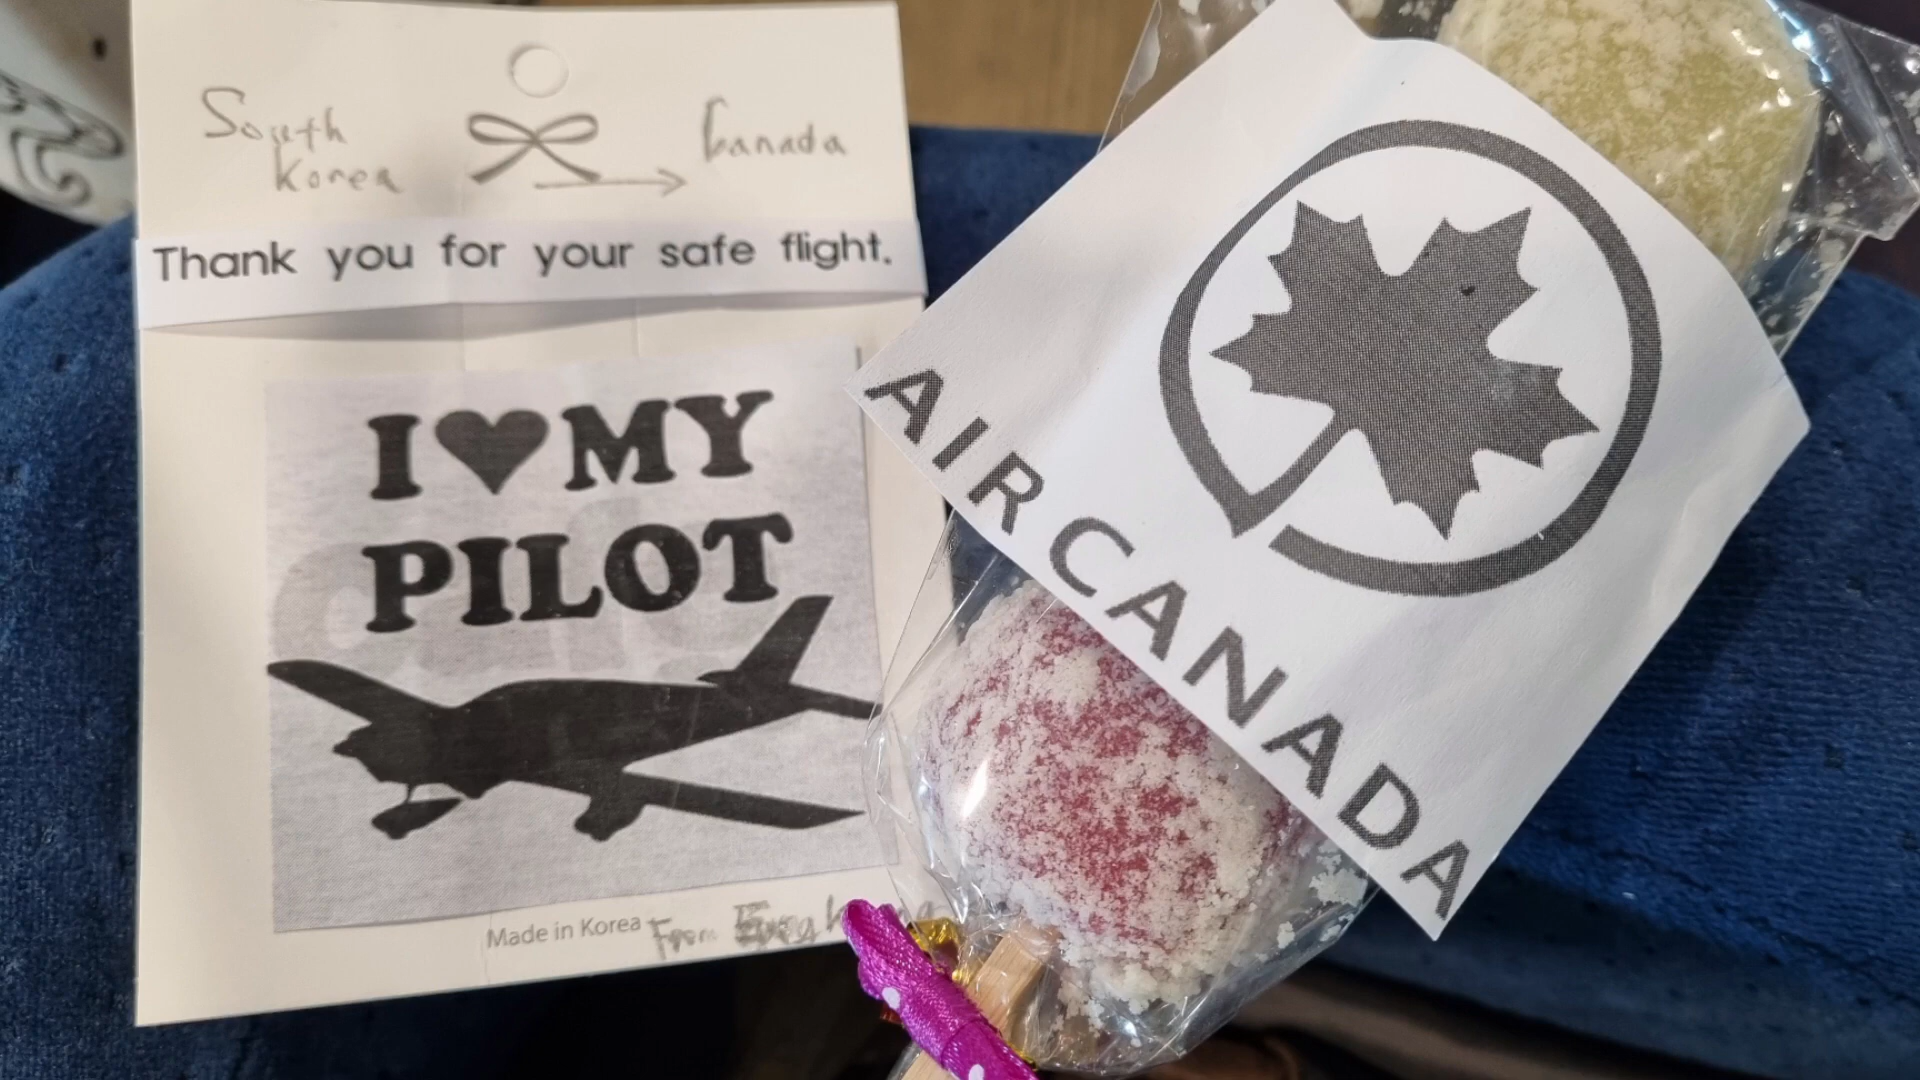 South
Korea
Canada
Thank you for your safe flight.
I♥MY
PILOT
Made in Korea From
AIR CANADA